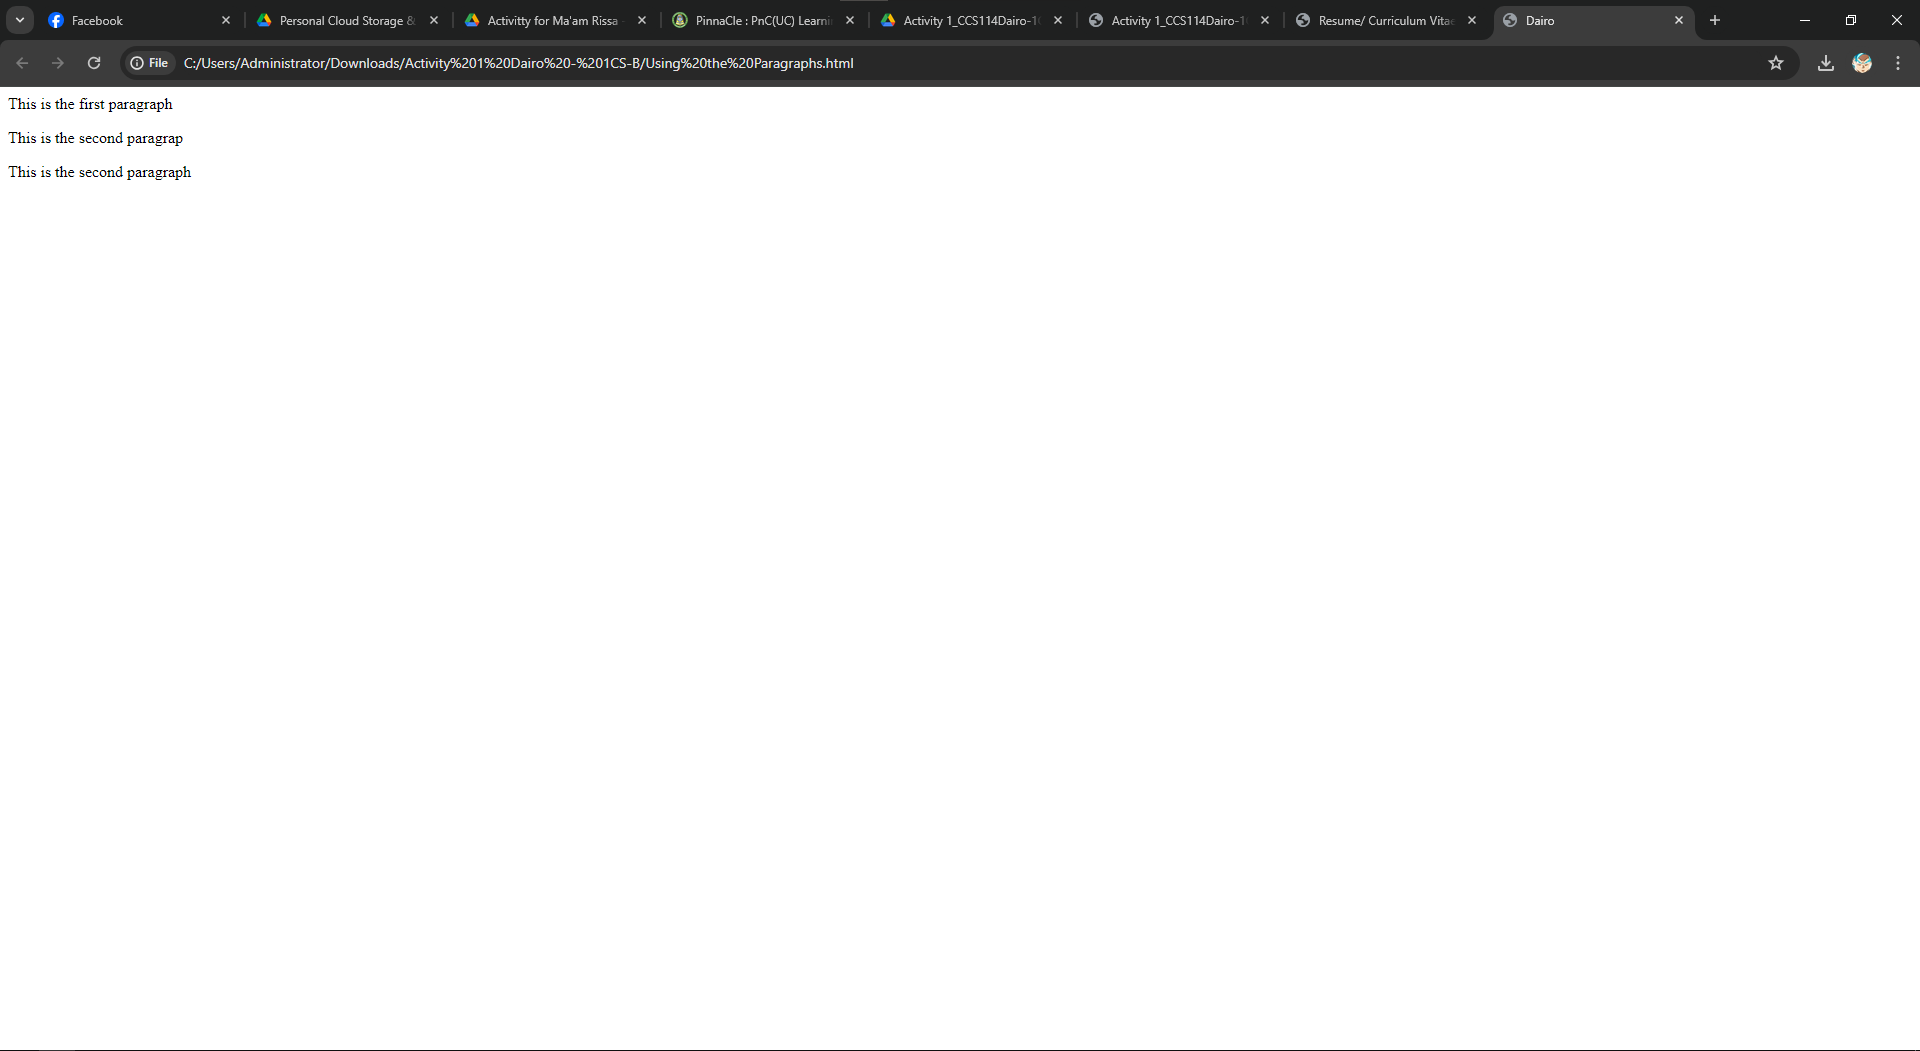 Facebook
Personal Cloud Storage &
Activitty for Ma'am Rissa
PinnaCle : PnC(UC) Learni
Activity 1_CCS114Dairo-1
Activity 1_CCS114Dairo-1
Resume/ Curriculum Vitae
Dairo
File C:/Users/Administrator/Downloads/Activity%201%20Dairo%20-%201CS-B/Using%20the%20Paragraphs.html
This is the first paragraph
This is the second paragrap
This is the second paragraph